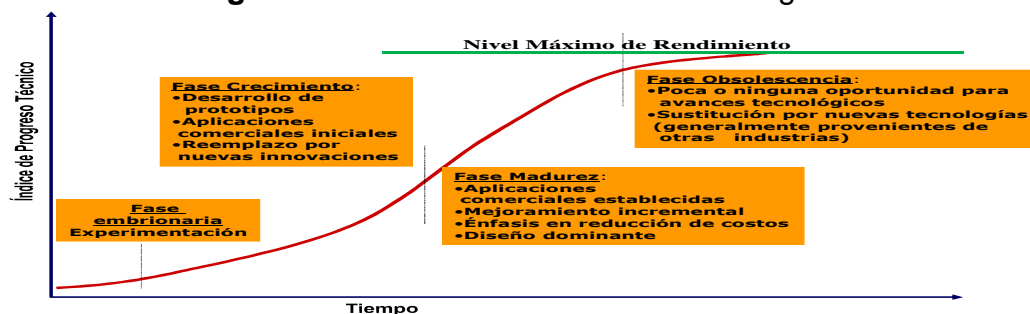 Nivel Máximo de Rendimiento
Índice de Progreso Técnico
Fase Crecimiento:
•Desarrollo de
prototipos
•Aplicaciones
comerciales iniciales
•Reemplazo por
nuevas innovaciones
Fase Obsolescencia:
•Poca o ninguna oportunidad para
avances tecnológicos
•Sustitución por nuevas tecnologías
(generalmente provenientes de
otras industrias)
Fase Madurez:
•Aplicaciones
comerciales establecidas
•Mejoramiento incremental
•Énfasis en reducción de costos
•Diseño dominante
Fase
embrionaria
Experimentación
Tiempo